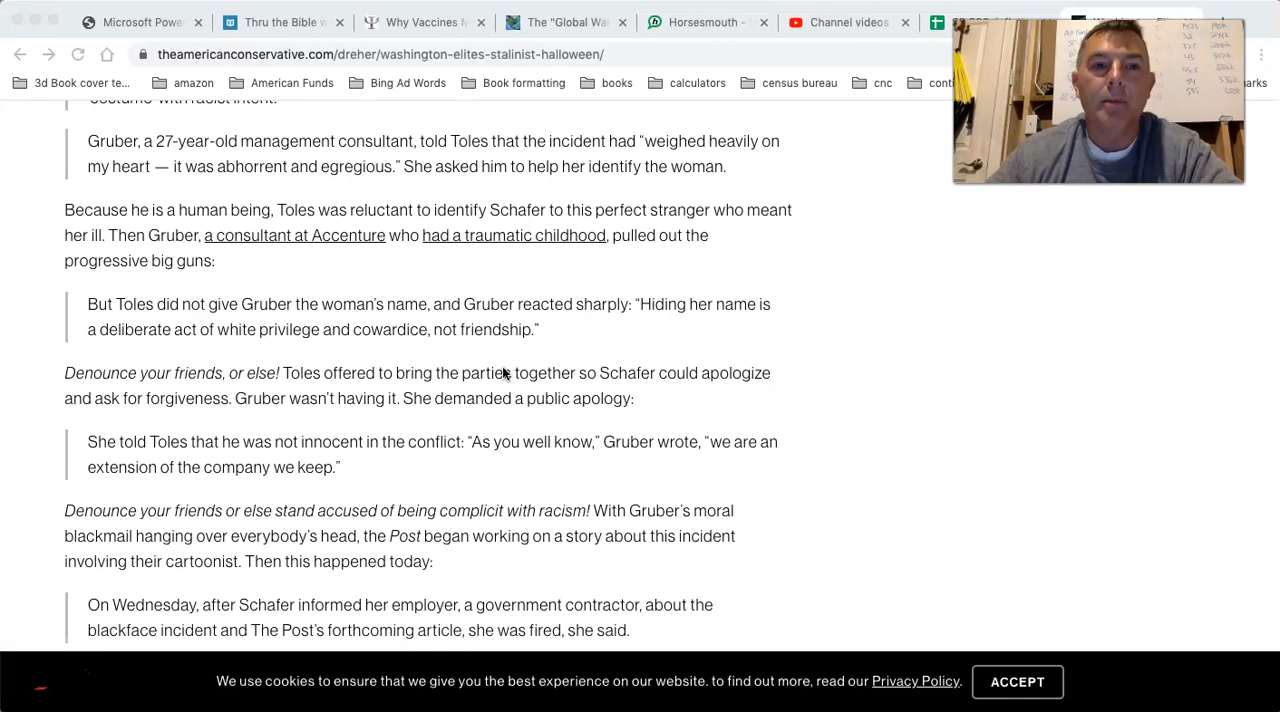 Microsoft Powe
Thru the Bible w
Why Vaccines M
The "Global Wa
Horsesmouth -
Channel videos
theamericanconservative.com/dreher/washington-elites-stalinist-halloween/
3d Book cover te...
amazon
American Funds
Bing Ad Words
Book formatting
books
calculators
census bureau
cnc
cont
arks
"costume" with racist intent.
Gruber, a 27-year-old management consultant, told Toles that the incident had “weighed heavily on
my heart — it was abhorrent and egregious.” She asked him to help her identify the woman.
Because he is a human being, Toles was reluctant to identify Schafer to this perfect stranger who meant
her ill. Then Gruber, a consultant at Accenture who had a traumatic childhood, pulled out the
progressive big guns:
But Toles did not give Gruber the woman’s name, and Gruber reacted sharply: “Hiding her name is
a deliberate act of white privilege and cowardice, not friendship.”
Denounce your friends, or else! Toles offered to bring the parties together so Schafer could apologize
and ask for forgiveness. Gruber wasn’t having it. She demanded a public apology:
She told Toles that he was not innocent in the conflict: “As you well know,” Gruber wrote, “we are an
extension of the company we keep.”
Denounce your friends or else stand accused of being complicit with racism! With Gruber’s moral
blackmail hanging over everybody’s head, the Post began working on a story about this incident
involving their cartoonist. Then this happened today:
On Wednesday, after Schafer informed her employer, a government contractor, about the
blackface incident and The Post’s forthcoming article, she was fired, she said.
We use cookies to ensure that we give you the best experience on our website. to find out more, read our Privacy Policy.
ACCEPT